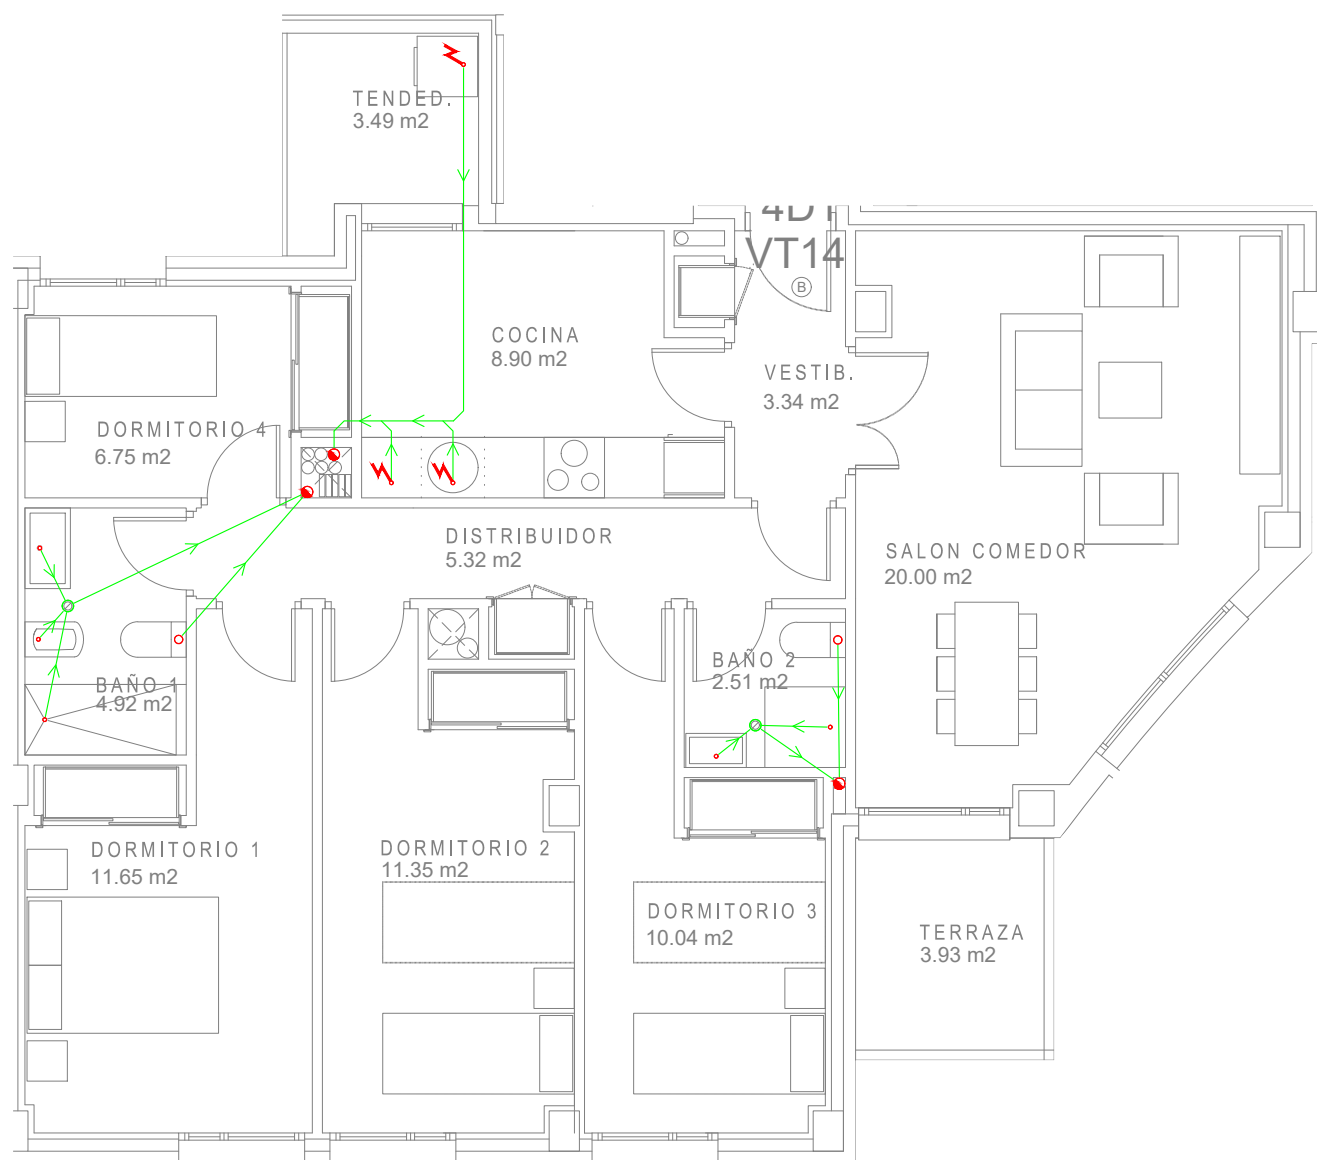 TENDED.
3.49 m2
VT14
B
COCINA
8.90 m2
VESTIB.
3.34 m2
DORMITORIO 4
6.75 m2
DISTRIBUIDOR
5.32 m2
SALON COMEDOR
20.00 m2
BAÑO 1
4.92 m2
BAÑO 2
2.51 m2
DORMITORIO 1
11.65 m2
DORMITORIO 2
11.35 m2
DORMITORIO 3
10.04 m2
TERRAZA
3.93 m2